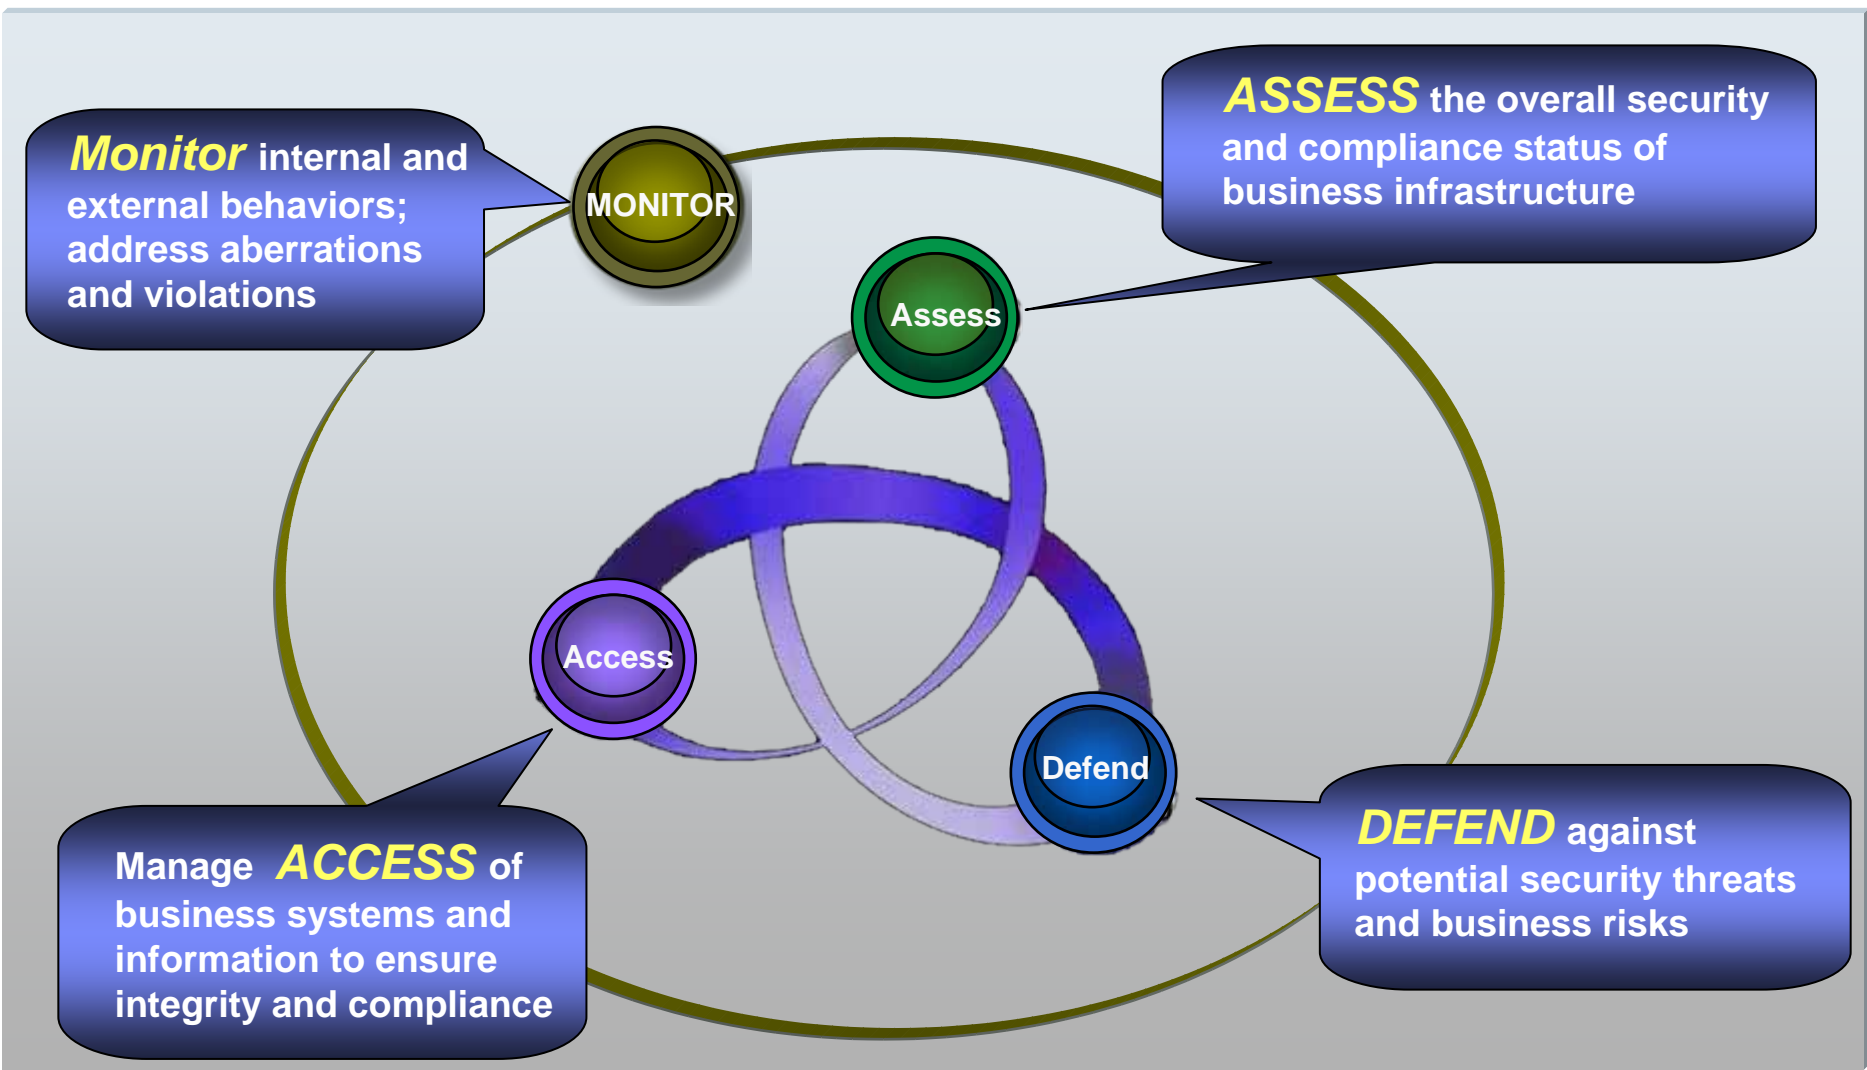 Monitor internal and
external behaviors;
address aberrations
and violations
MONITOR
ASSESS the overall security
and compliance status of
business infrastructure
Assess
Access
Defend
Manage ACCESS of
business systems and
information to ensure
integrity and compliance
DEFEND against
potential security threats
and business risks